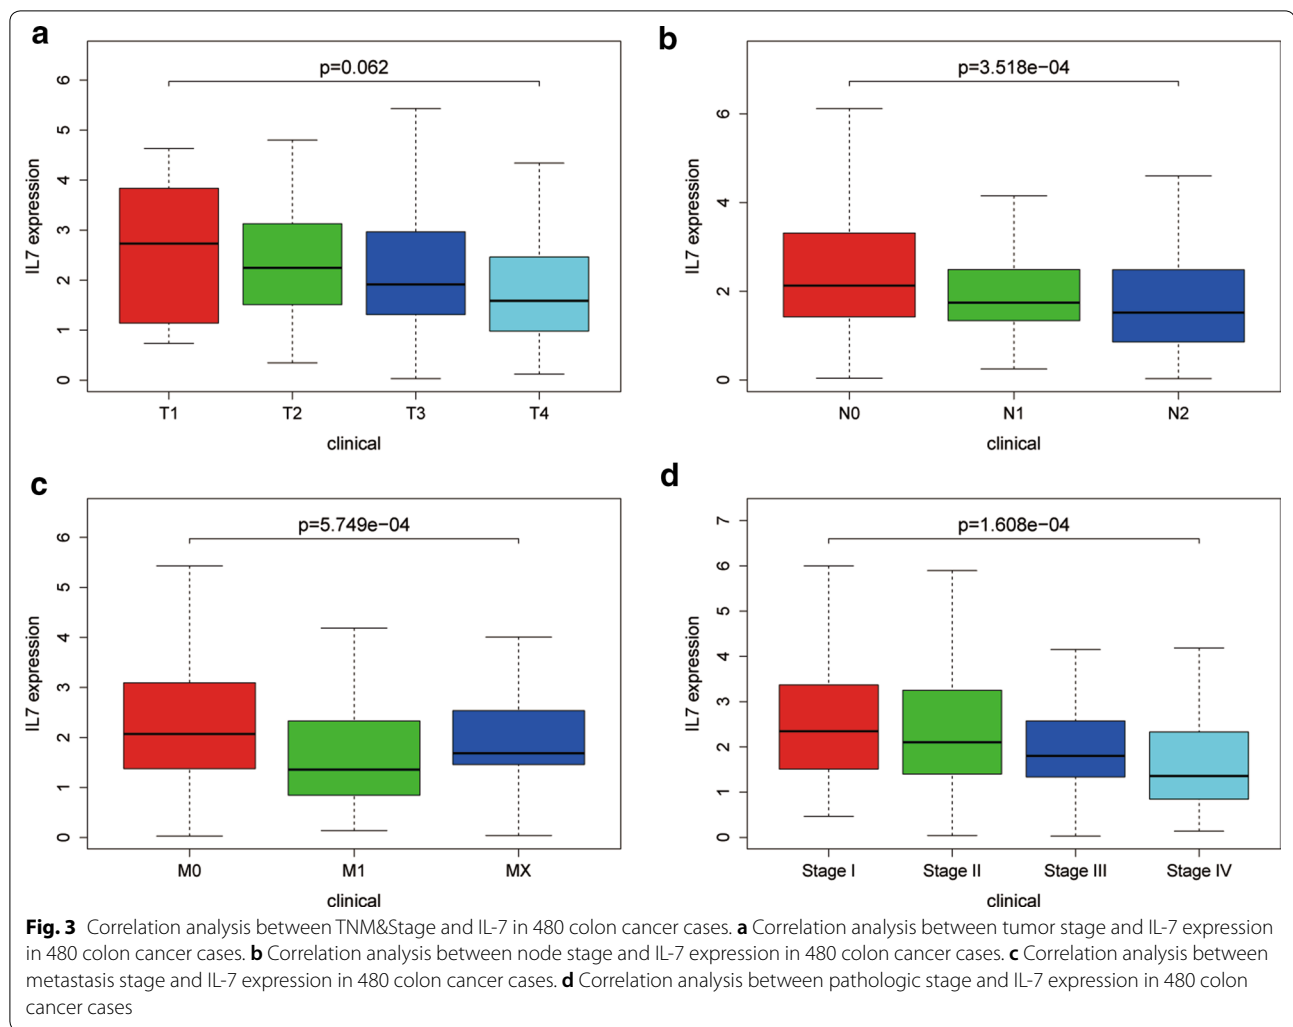 a
p=0.062
6
5
4
3
2
1
0
IL7 expression
T1 T2 T3 T4
clinical
b
p=3.518e−04
6
4
2
0
IL7 expression
N0 N1 N2
clinical
c
p=5.749e−04
6
5
4
3
2
1
0
IL7 expression
M0 M1 MX
clinical
d
p=1.608e−04
7
6
5
4
3
2
1
0
IL7 expression
Stage I Stage II Stage III Stage IV
clinical
Fig. 3 Correlation analysis between TNM&Stage and IL-7 in 480 colon cancer cases. a Correlation analysis between tumor stage and IL-7 expression
in 480 colon cancer cases. b Correlation analysis between node stage and IL-7 expression in 480 colon cancer cases. c Correlation analysis between
metastasis stage and IL-7 expression in 480 colon cancer cases. d Correlation analysis between pathologic stage and IL-7 expression in 480 colon
cancer cases